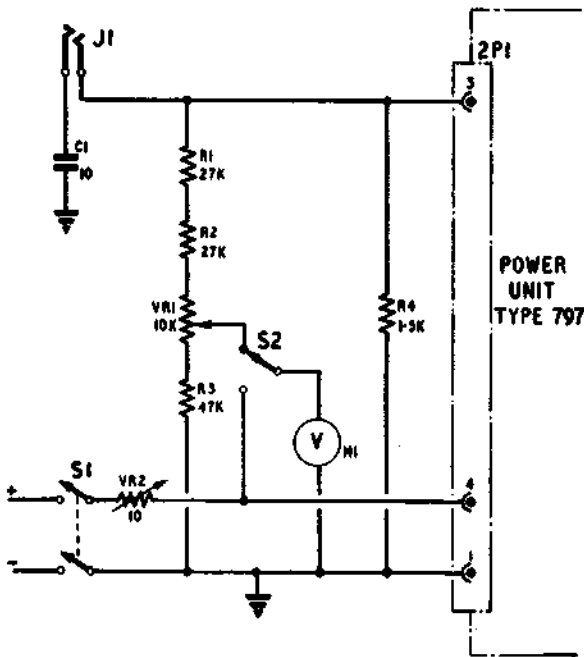 J1
2P1
3
C1
10
R1
27K
R2
27K
VR1
10K
S2
R4
1·5K
POWER
UNIT
TYPE 797
R3
47K
V
M1
S1
VR2
10
+
4
−
1